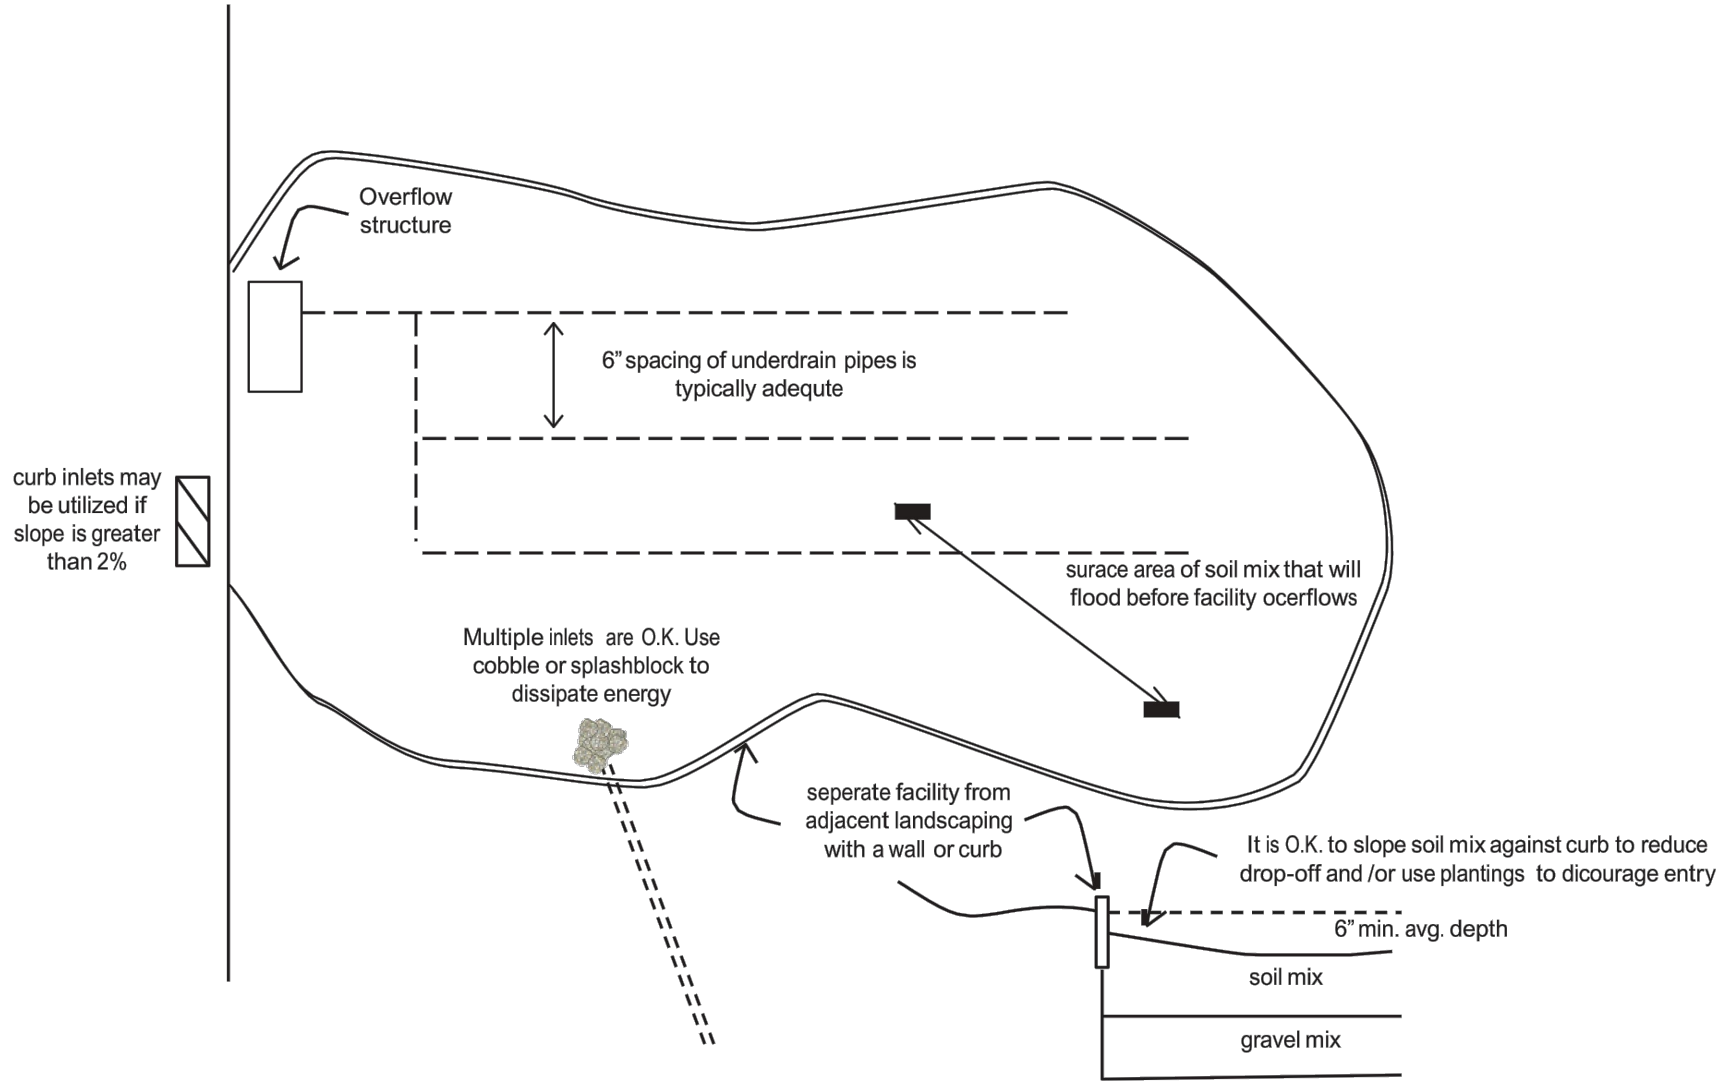 Overflow
structure
6” spacing of underdrain pipes is
typically adequte
curb inlets may
be utilized if
slope is greater
than 2%
surace area of soil mix that will
flood before facility ocerflows
Multiple inlets are O.K. Use
cobble or splashblock to
dissipate energy
seperate facility from
adjacent landscaping
with a wall or curb
It is O.K. to slope soil mix against curb to reduce
drop-off and /or use plantings to dicourage entry
6” min. avg. depth
soil mix
gravel mix